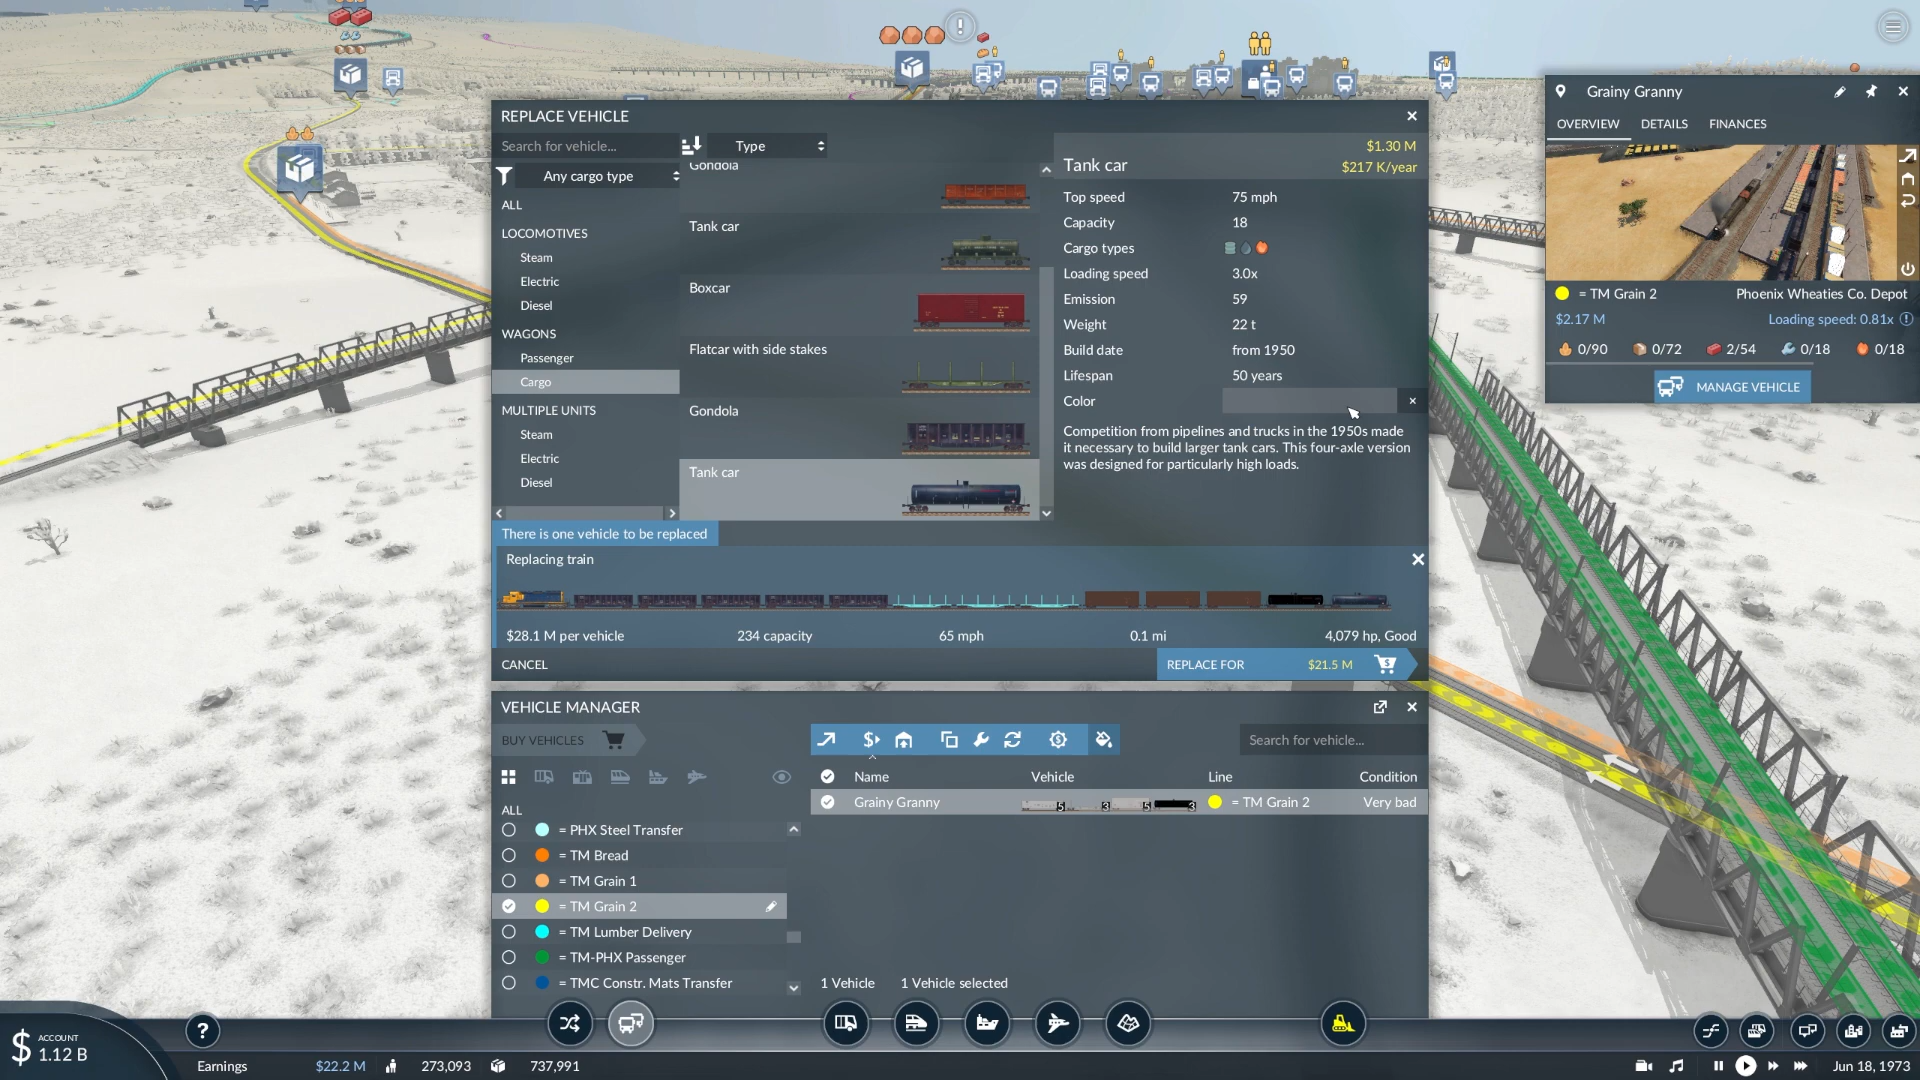 REPLACE VEHICLE
Search for vehicle...
Type
Any cargo type
ALL
LOCOMOTIVES
Steam
Electric
Diesel
WAGONS
Passenger
Cargo
MULTIPLE UNITS
Steam
Electric
Diesel
Gondola
Tank car
Boxcar
Flatcar with side stakes
Gondola
Tank car
$1.30 M
Tank car
$217 K/year
Top speed 75 mph
Capacity 18
Cargo types
Loading speed 3.0x
Emission 59
Weight 22 t
Build date from 1950
Lifespan 50 years
Color
Competition from pipelines and trucks in the 1950s made
it necessary to build larger tank cars. This four-axle version
was designed for particularly high loads.
There is one vehicle to be replaced
Replacing train
$28.1 M per vehicle 234 capacity 65 mph 0.1 mi 4,079 hp, Good
CANCEL
REPLACE FOR $21.5 M
Grainy Granny
OVERVIEW DETAILS FINANCES
= TM Grain 2 Phoenix Wheaties Co. Depot
$2.17 M Loading speed: 0.81x
0/90 0/72 2/54 0/18 0/18
MANAGE VEHICLE
VEHICLE MANAGER
BUY VEHICLES
Search for vehicle...
ALL
= PHX Steel Transfer
= TM Bread
= TM Grain 1
= TM Grain 2
= TM Lumber Delivery
= TM-PHX Passenger
= TMC Constr. Mats Transfer
Name Vehicle Line Condition
Grainy Granny 5 3 5 3 = TM Grain 2 Very bad
1 Vehicle 1 Vehicle selected
$ ACCOUNT
1.12 B
?
Earnings $22.2 M 273,093 737,991
Jun 18, 1973